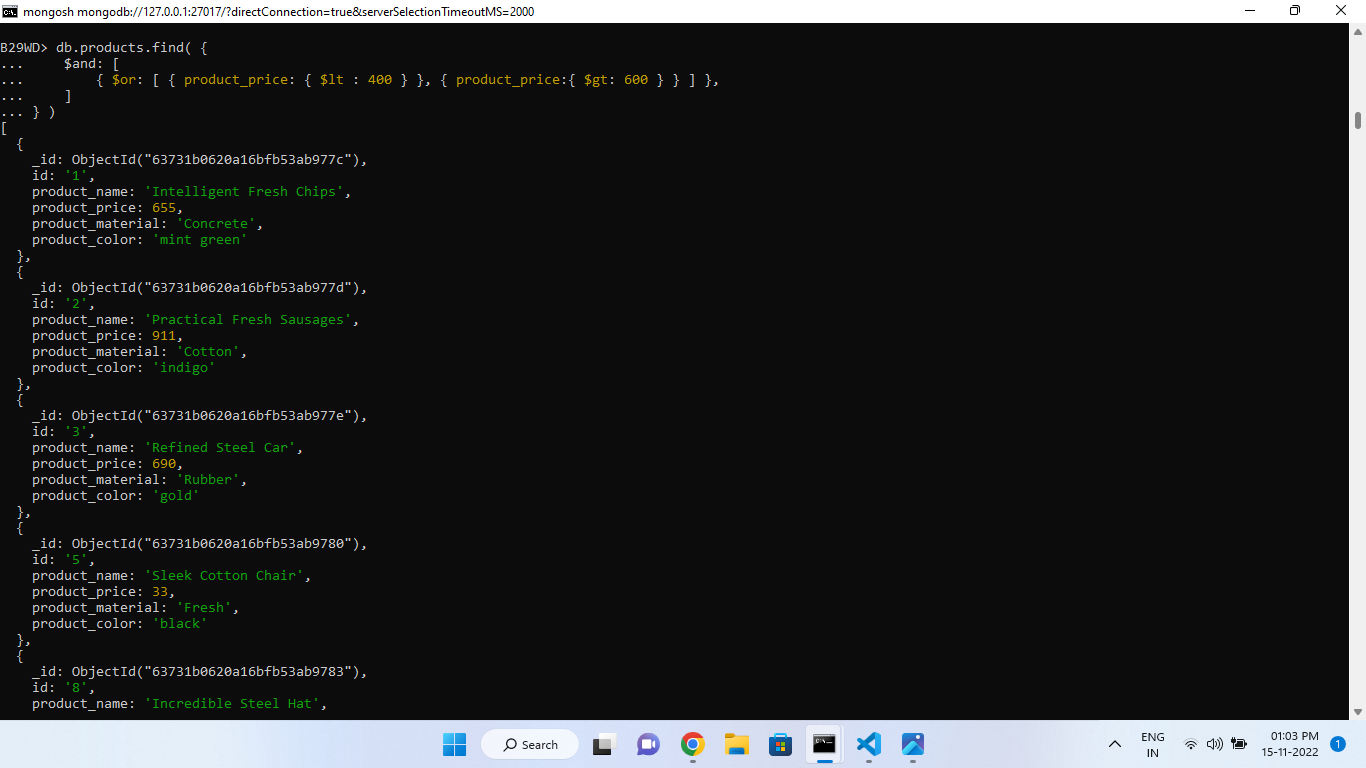 mongosh mongodb://127.0.0.1:27017/?directConnection=true&serverSelectionTimeoutMS=2000
B29WD> db.products.find( {
...     $and: [
...         { $or: [ { product_price: { $lt : 400 } }, { product_price:{ $gt: 600 } } ] },
...     ]
... } )
[
  {
    _id: ObjectId("63731b0620a16bfb53ab977c"),
    id: '1',
    product_name: 'Intelligent Fresh Chips',
    product_price: 655,
    product_material: 'Concrete',
    product_color: 'mint green'
  },
  {
    _id: ObjectId("63731b0620a16bfb53ab977d"),
    id: '2',
    product_name: 'Practical Fresh Sausages',
    product_price: 911,
    product_material: 'Cotton',
    product_color: 'indigo'
  },
  {
    _id: ObjectId("63731b0620a16bfb53ab977e"),
    id: '3',
    product_name: 'Refined Steel Car',
    product_price: 690,
    product_material: 'Rubber',
    product_color: 'gold'
  },
  {
    _id: ObjectId("63731b0620a16bfb53ab9780"),
    id: '5',
    product_name: 'Sleek Cotton Chair',
    product_price: 33,
    product_material: 'Fresh',
    product_color: 'black'
  },
  {
    _id: ObjectId("63731b0620a16bfb53ab9783"),
    id: '8',
    product_name: 'Incredible Steel Hat',
Search
ENG
IN
01:03 PM
15-11-2022
1